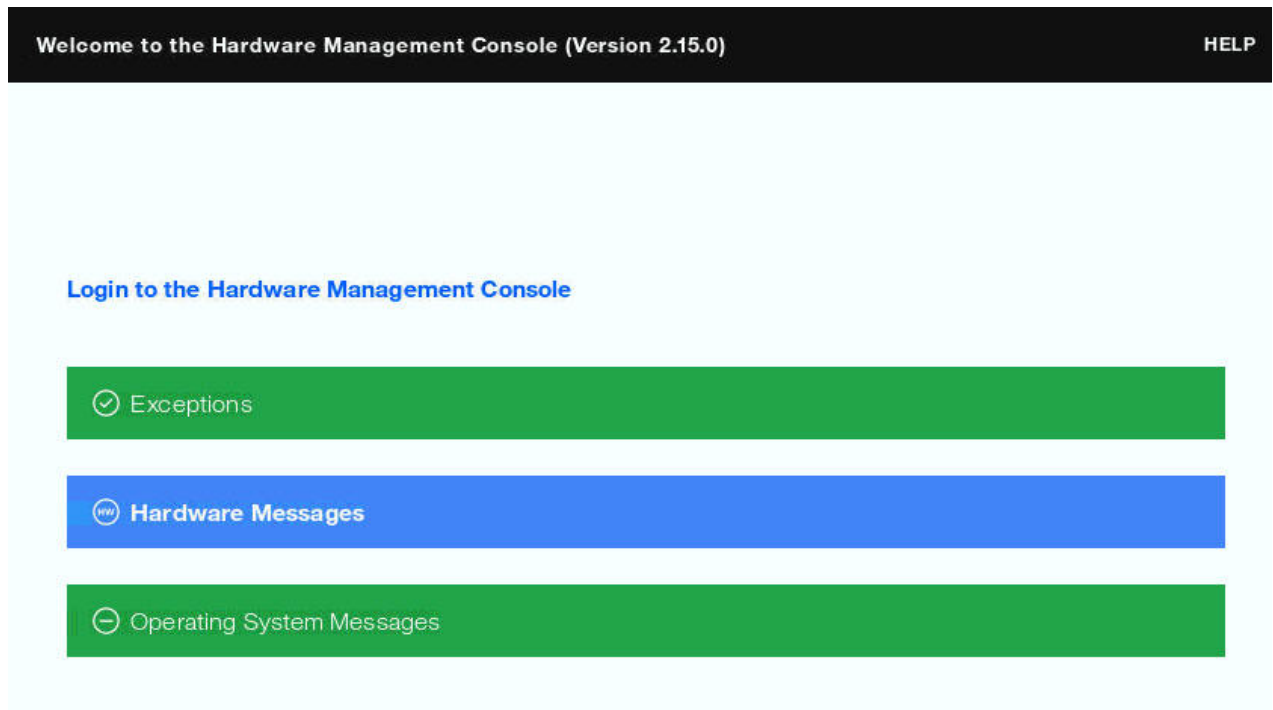 Welcome to the Hardware Management Console (Version 2.15.0)
HELP
Login to the Hardware Management Console
Exceptions
HW Hardware Messages
Operating System Messages